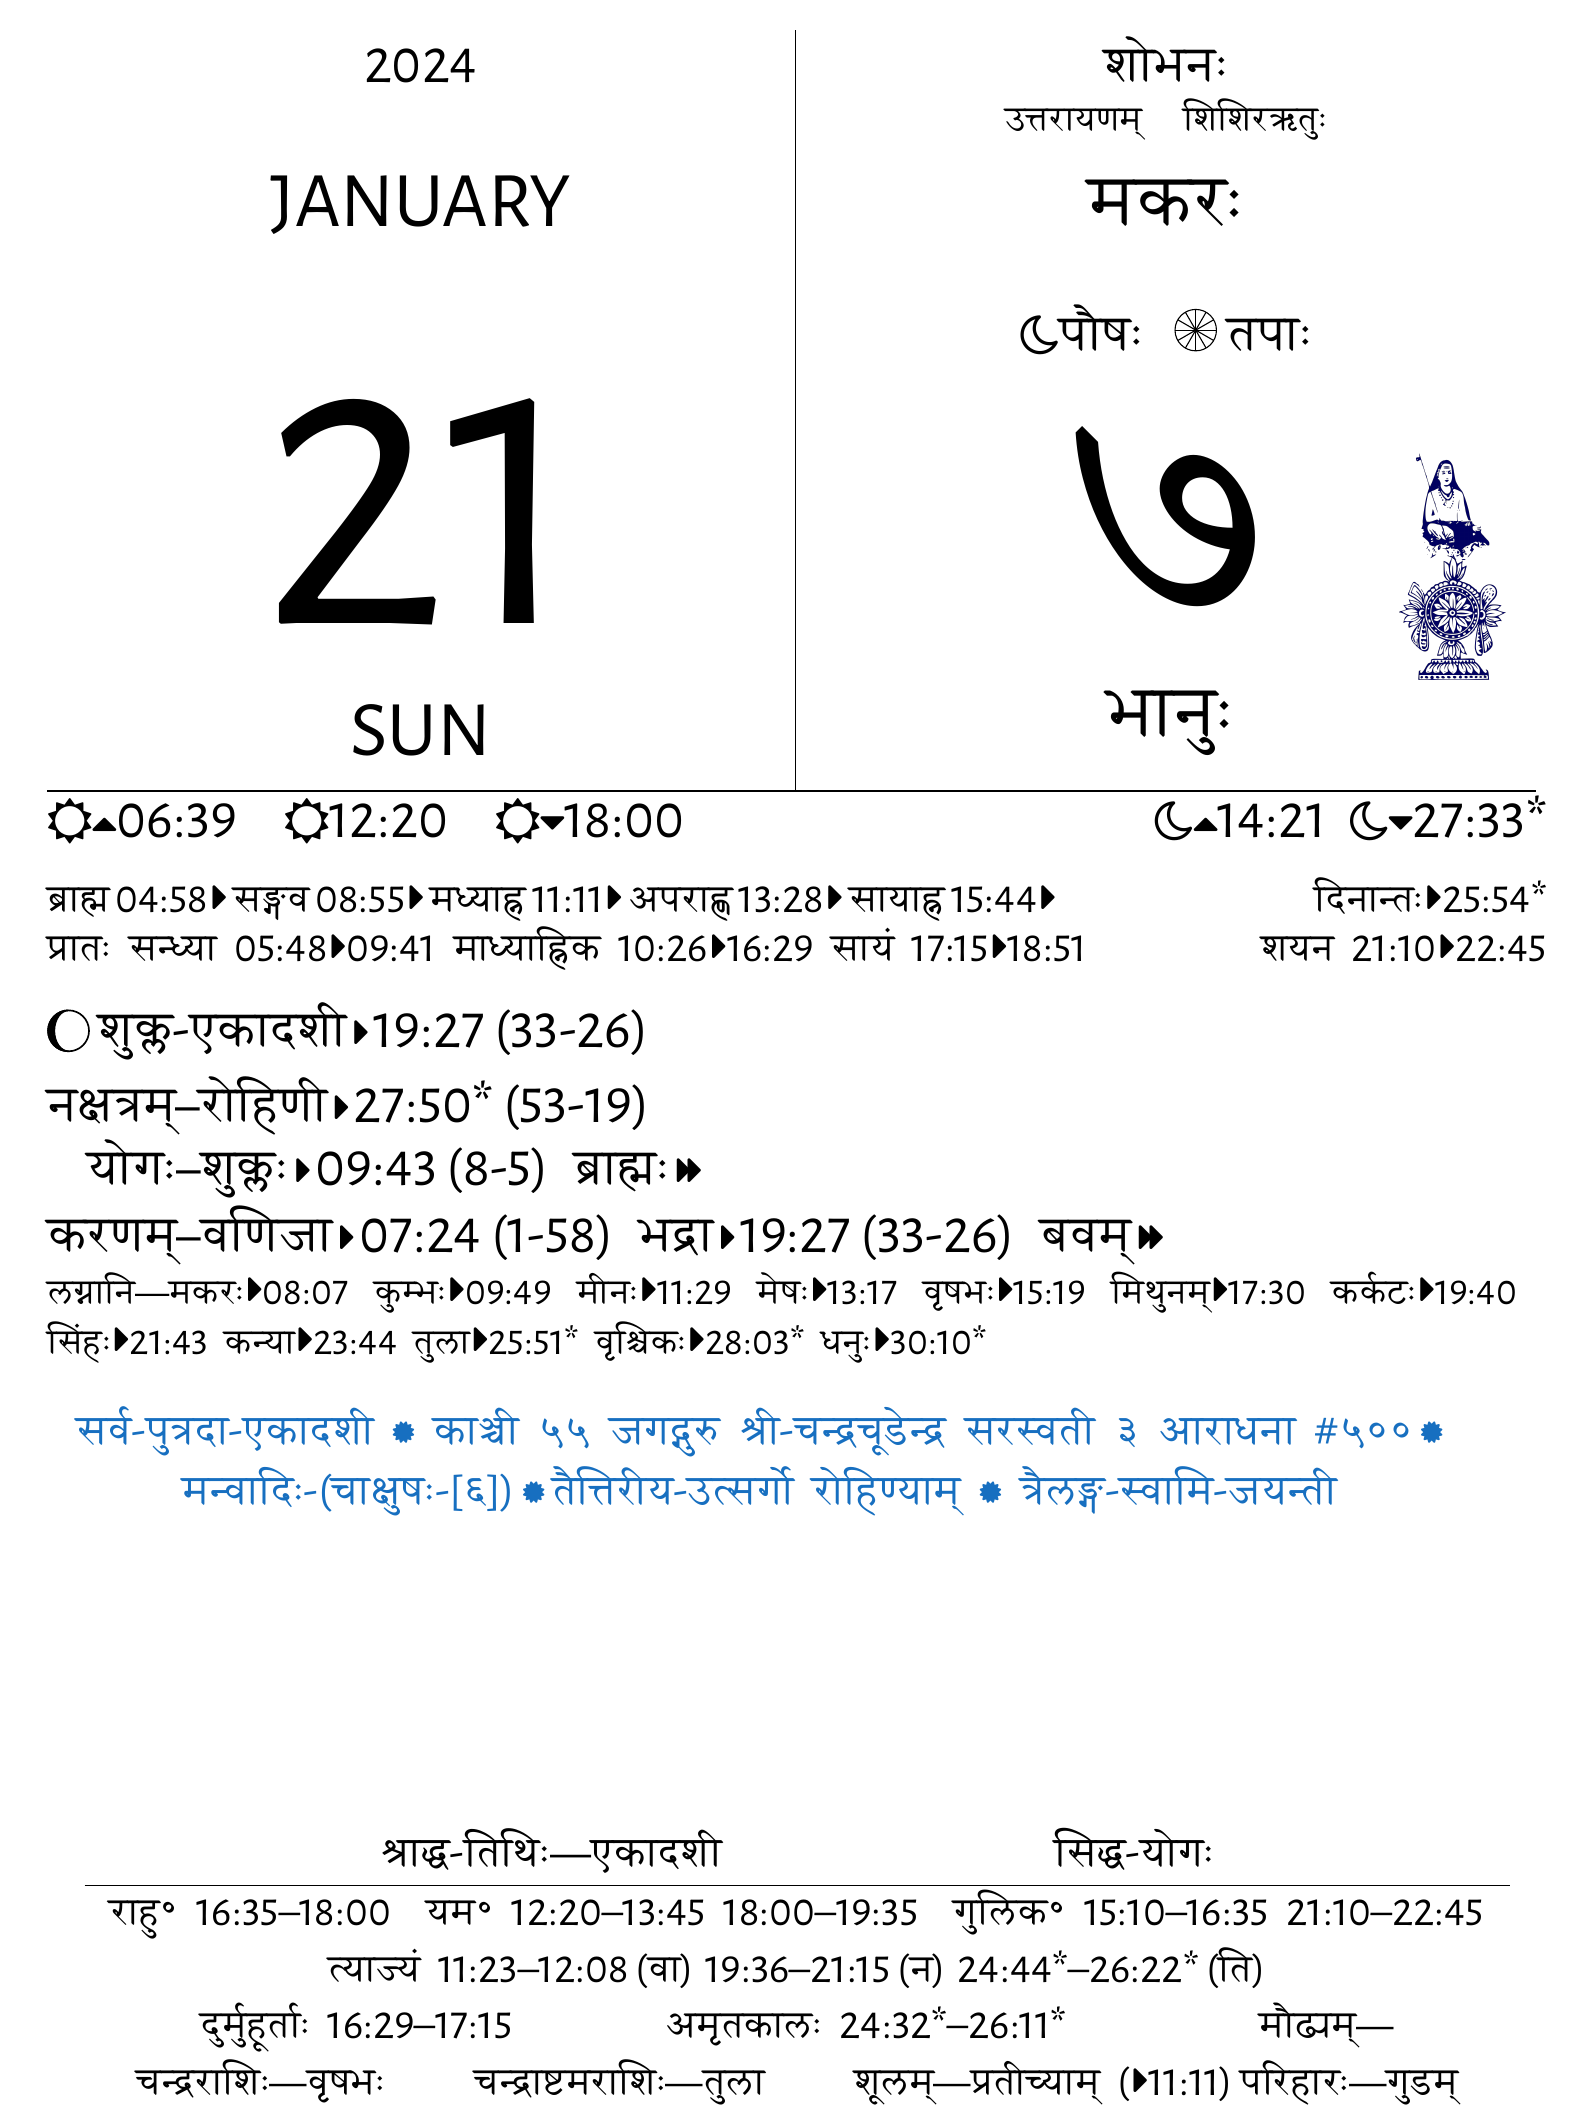 2024
JANUARY
21
SUN
शोभनः
उत्तरायणम् शिशिरऋतुः
मकरः
पौषः तपाः
७
भानुः
06:39 12:20 18:00 14:21 27:33*
ब्राह्म 04:58 सङ्गव 08:55 मध्याह्न 11:11 अपराह्ण 13:28 सायाह्न 15:44 दिनान्तः 25:54*
प्रातः सन्ध्या 05:48 09:41 माध्याह्निक 10:26 16:29 सायं 17:15 18:51 शयन 21:10 22:45
शुक्ल-एकादशी 19:27 (33-26)
नक्षत्रम्–रोहिणी 27:50* (53-19)
योगः–शुक्लः 09:43 (8-5) ब्राह्मः
करणम्–वणिजा 07:24 (1-58) भद्रा 19:27 (33-26) बवम्
लग्नानि—मकरः 08:07 कुम्भः 09:49 मीनः 11:29 मेषः 13:17 वृषभः 15:19 मिथुनम् 17:30 कर्कटः 19:40
सिंहः 21:43 कन्या 23:44 तुला 25:51* वृश्चिकः 28:03* धनुः 30:10*
सर्व-पुत्रदा-एकादशी काञ्ची ५५ जगद्गुरु श्री-चन्द्रचूडेन्द्र सरस्वती ३ आराधना #५००
मन्वादिः-(चाक्षुषः-[६]) तैत्तिरीय-उत्सर्गो रोहिण्याम् त्रैलङ्ग-स्वामि-जयन्ती
श्राद्ध-तिथिः—एकादशी सिद्ध-योगः
राहु॰ 16:35–18:00 यम॰ 12:20–13:45 18:00–19:35 गुलिक॰ 15:10–16:35 21:10–22:45
त्याज्यं 11:23–12:08 (वा) 19:36–21:15 (न) 24:44*–26:22* (ति)
दुर्मुहूर्ताः 16:29–17:15 अमृतकालः 24:32*–26:11* मौढ्यम्—
चन्द्रराशिः—वृषभः चन्द्राष्टमराशिः—तुला शूलम्—प्रतीच्याम् (11:11) परिहारः—गुडम्